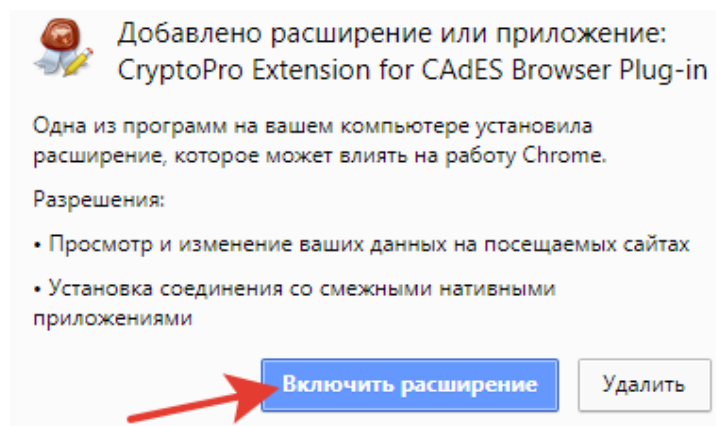 Добавлено расширение или приложение:
CryptoPro Extension for CAdES Browser Plug-in
Одна из программ на вашем компьютере установила
расширение, которое может влиять на работу Chrome.
Разрешения:
• Просмотр и изменение ваших данных на посещаемых сайтах
• Установка соединения со смежными нативными
приложениями
Включить расширение
Удалить